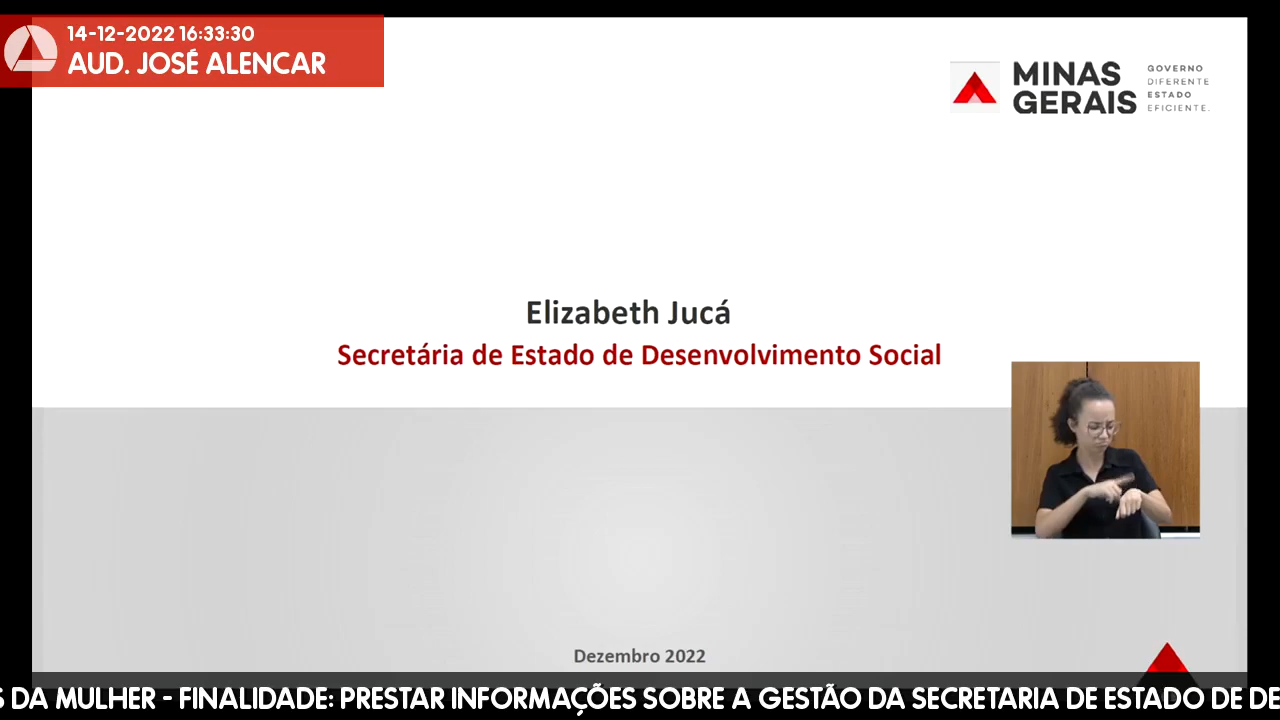 14-12-2022 16:33:30
AUD. JOSÉ ALENCAR
MINAS GERAIS
GOVERNO
DIFERENTE
ESTADO
EFICIENTE.
Elizabeth Jucá
Secretária de Estado de Desenvolvimento Social
Dezembro 2022
S DA MULHER - FINALIDADE: PRESTAR INFORMAÇÕES SOBRE A GESTÃO DA SECRETARIA DE ESTADO DE DE